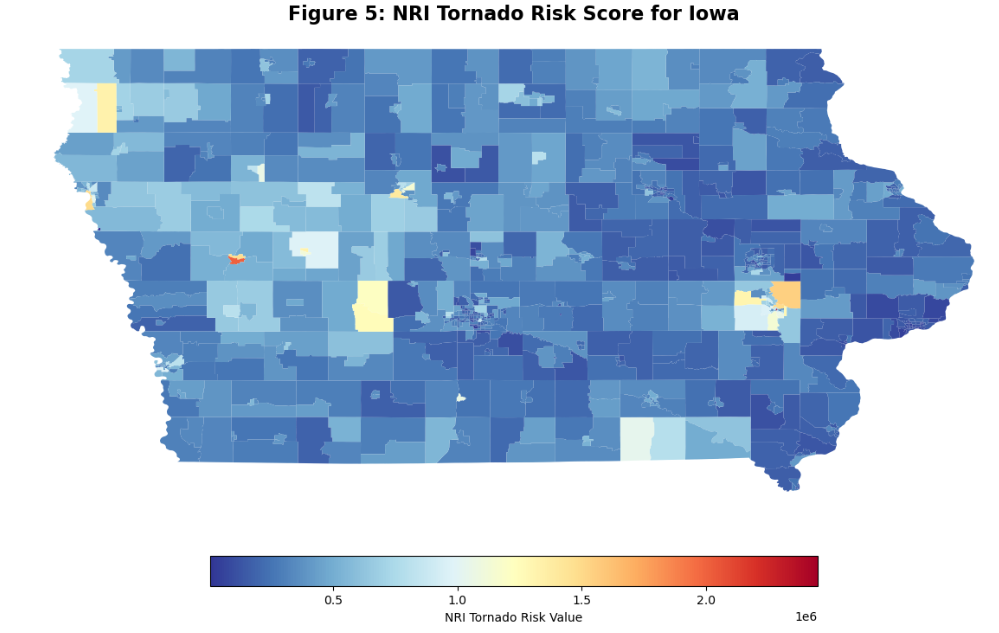 Figure 5: NRI Tornado Risk Score for Iowa
0.5 1.0 1.5 2.0
1e6
NRI Tornado Risk Value